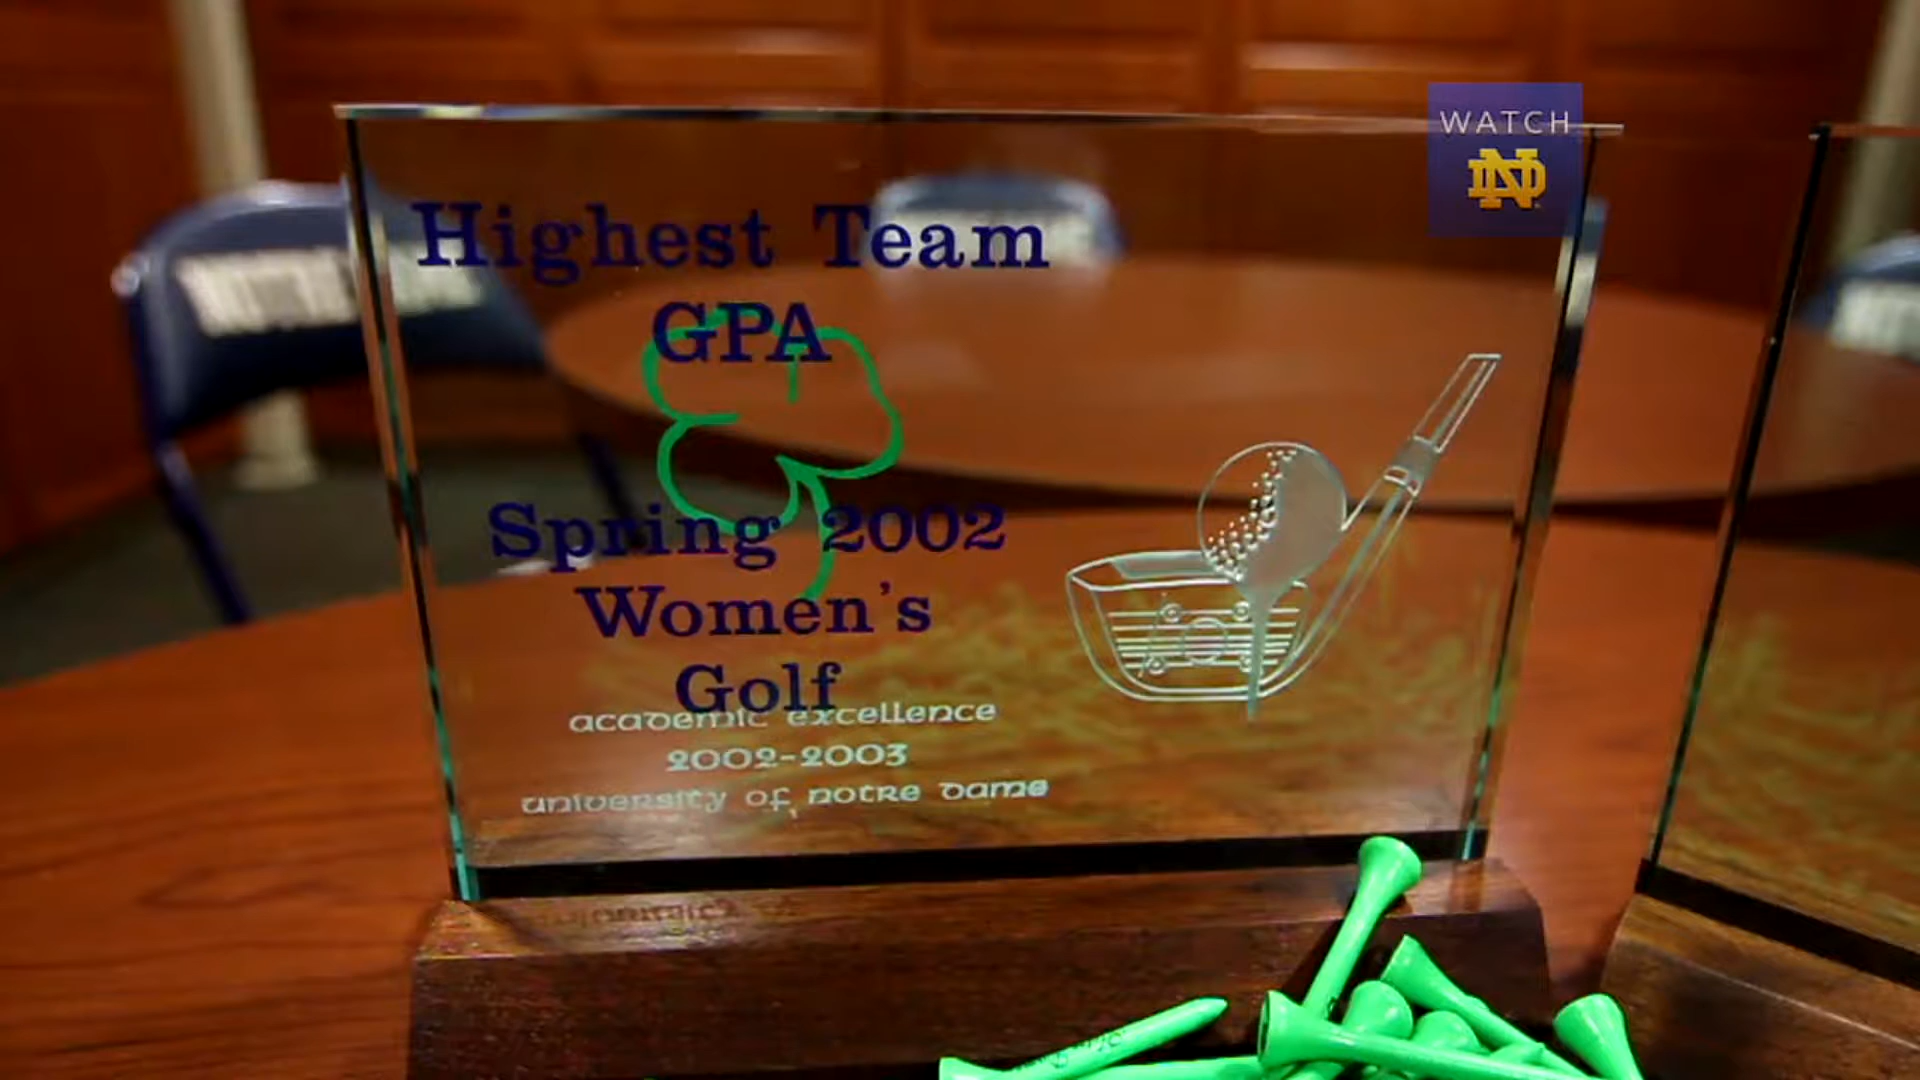 WATCH
ND
Highest Team
GPA
Spring 2002
Women's
Golf
academic excellence
2002-2003
university of notre dame